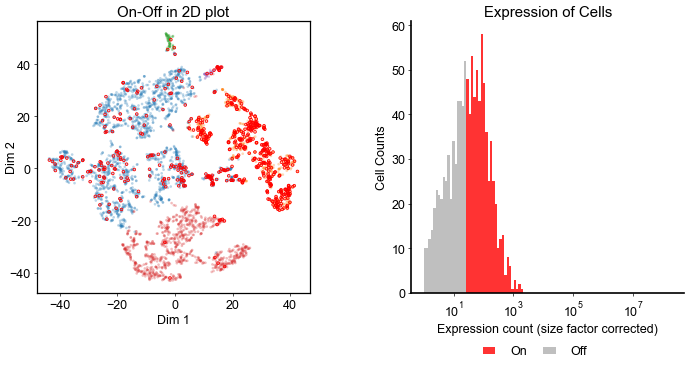 On-Off in 2D plot
Dim 2
40
20
0
−20
−40
−40 −20 0 20 40
Dim 1
Expression of Cells
Cell Counts
60
50
40
30
20
10
0
10^1 10^3 10^5 10^7
Expression count (size factor corrected)
On Off